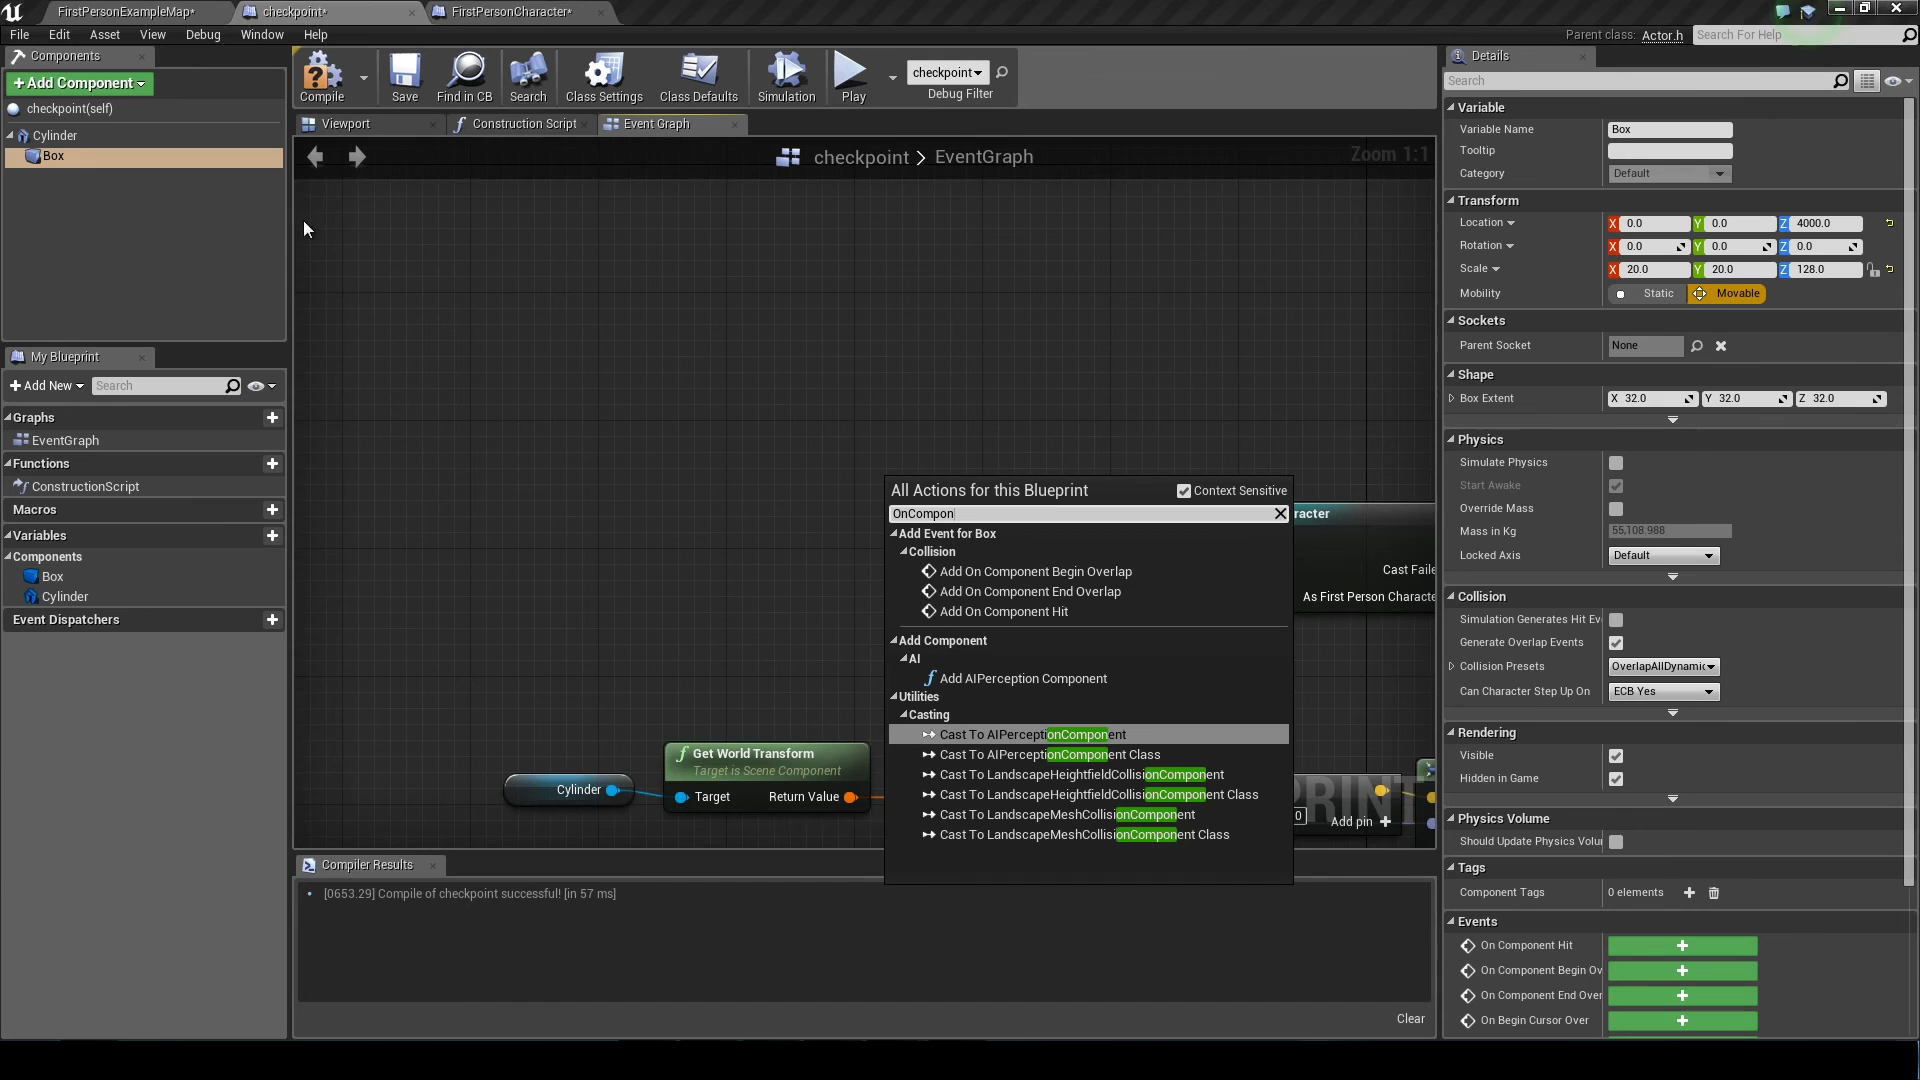 FirstPersonExampleMap*
checkpoint*
FirstPersonCharacter*
File Edit Asset View Debug Window Help
Parent class: Actor.h
Search For Help
Components
+ Add Component
checkpoint(self)
Cylinder
Box
Compile
Save
Find in CB
Search
Class Settings
Class Defaults
Simulation
Play
checkpoint
Debug Filter
Viewport
Construction Script
Event Graph
checkpoint > EventGraph
Zoom 1:1
My Blueprint
+ Add New
Search
Graphs
EventGraph
Functions
ConstructionScript
Macros
Variables
Components
Box
Cylinder
Event Dispatchers
All Actions for this Blueprint
Context Sensitive
OnCompon
Add Event for Box
Collision
Add On Component Begin Overlap
Add On Component End Overlap
Add On Component Hit
Add Component
AI
Add AIPerception Component
Utilities
Casting
Cast To AIPerceptionComponent
Cast To AIPerceptionComponent Class
Cast To LandscapeHeightfieldCollisionComponent
Cast To LandscapeHeightfieldCollisionComponent Class
Cast To LandscapeMeshCollisionComponent
Cast To LandscapeMeshCollisionComponent Class
racter
Cast Faile
As First Person Characte
Get World Transform
Target is Scene Component
Cylinder
Target
Return Value
RINT
0
Add pin +
Compiler Results
[0653.29] Compile of checkpoint successful! [in 57 ms]
Clear
Details
Search
Variable
Variable Name Box
Tooltip
Category Default
Transform
Location X 0.0 Y 0.0 Z 4000.0
Rotation X 0.0 Y 0.0 Z 0.0
Scale X 20.0 Y 20.0 Z 128.0
Mobility Static Movable
Sockets
Parent Socket None
Shape
Box Extent X 32.0 Y 32.0 Z 32.0
Physics
Simulate Physics
Start Awake
Override Mass
Mass in Kg 55,108.988
Locked Axis Default
Collision
Simulation Generates Hit Ev
Generate Overlap Events
Collision Presets OverlapAllDynamic
Can Character Step Up On ECB Yes
Rendering
Visible
Hidden in Game
Physics Volume
Should Update Physics Volu
Tags
Component Tags 0 elements
Events
On Component Hit
On Component Begin Ov
On Component End Over
On Begin Cursor Over